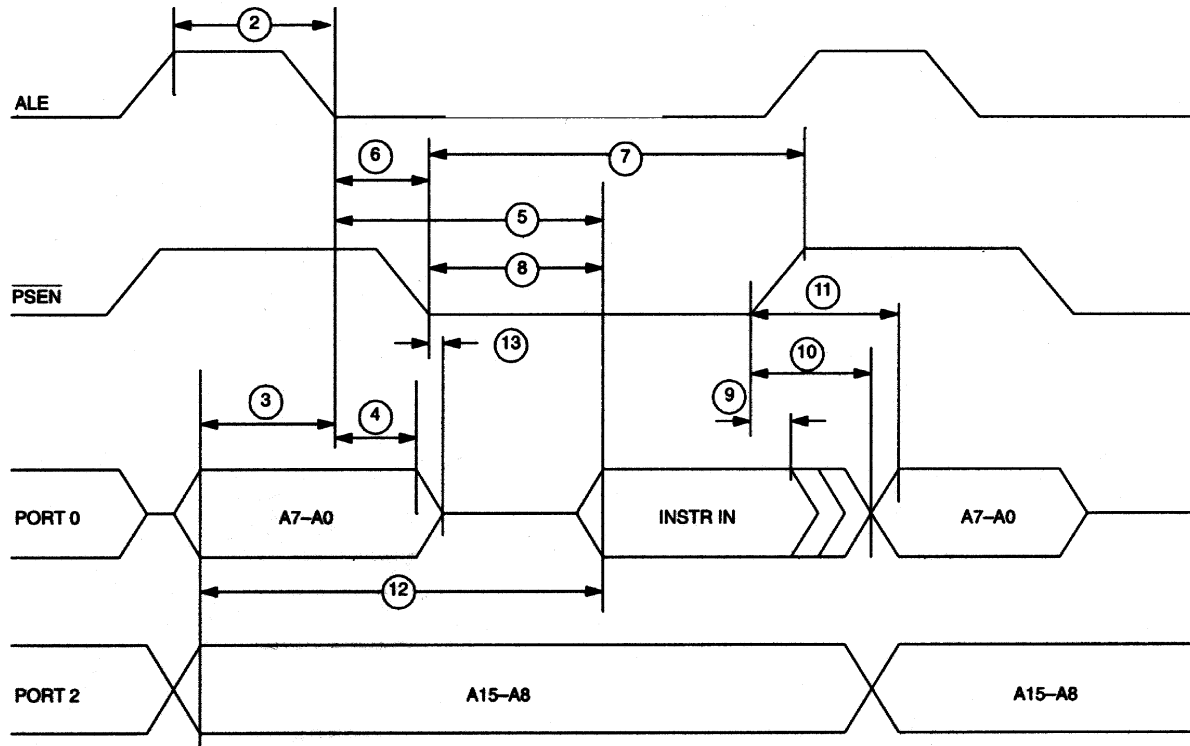 2
ALE
6
7
5
8
PSEN
11
13
10
9
3
4
PORT 0
A7–A0
INSTR IN
A7–A0
12
PORT 2
A15–A8
A15–A8